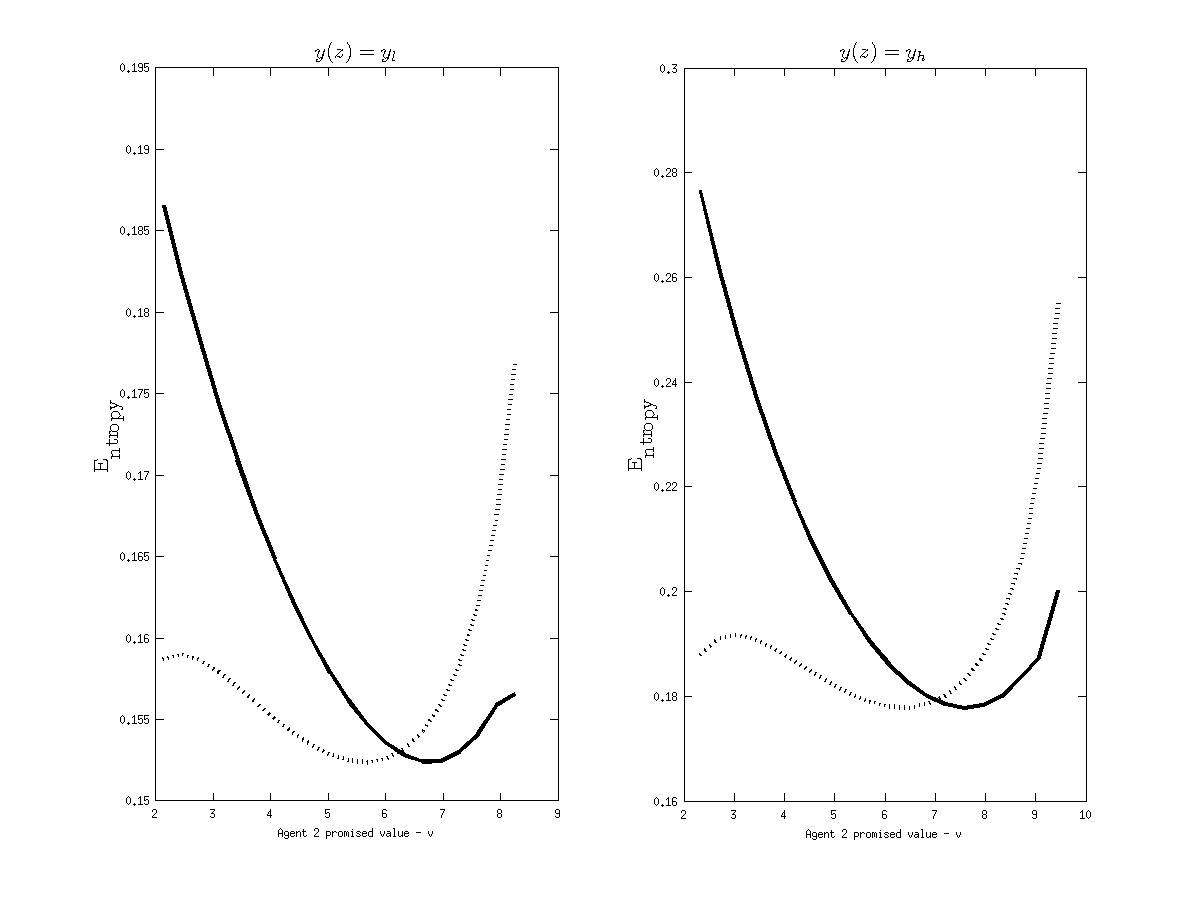 y(z) = y_l
0.195
0.19
0.185
0.18
0.175
0.17
0.165
0.16
0.155
0.15
Entropy
2 3 4 5 6 7 8 9
Agent 2 promised value - v
y(z) = y_h
0.3
0.28
0.26
0.24
0.22
0.2
0.18
0.16
Entropy
2 3 4 5 6 7 8 9 10
Agent 2 promised value - v